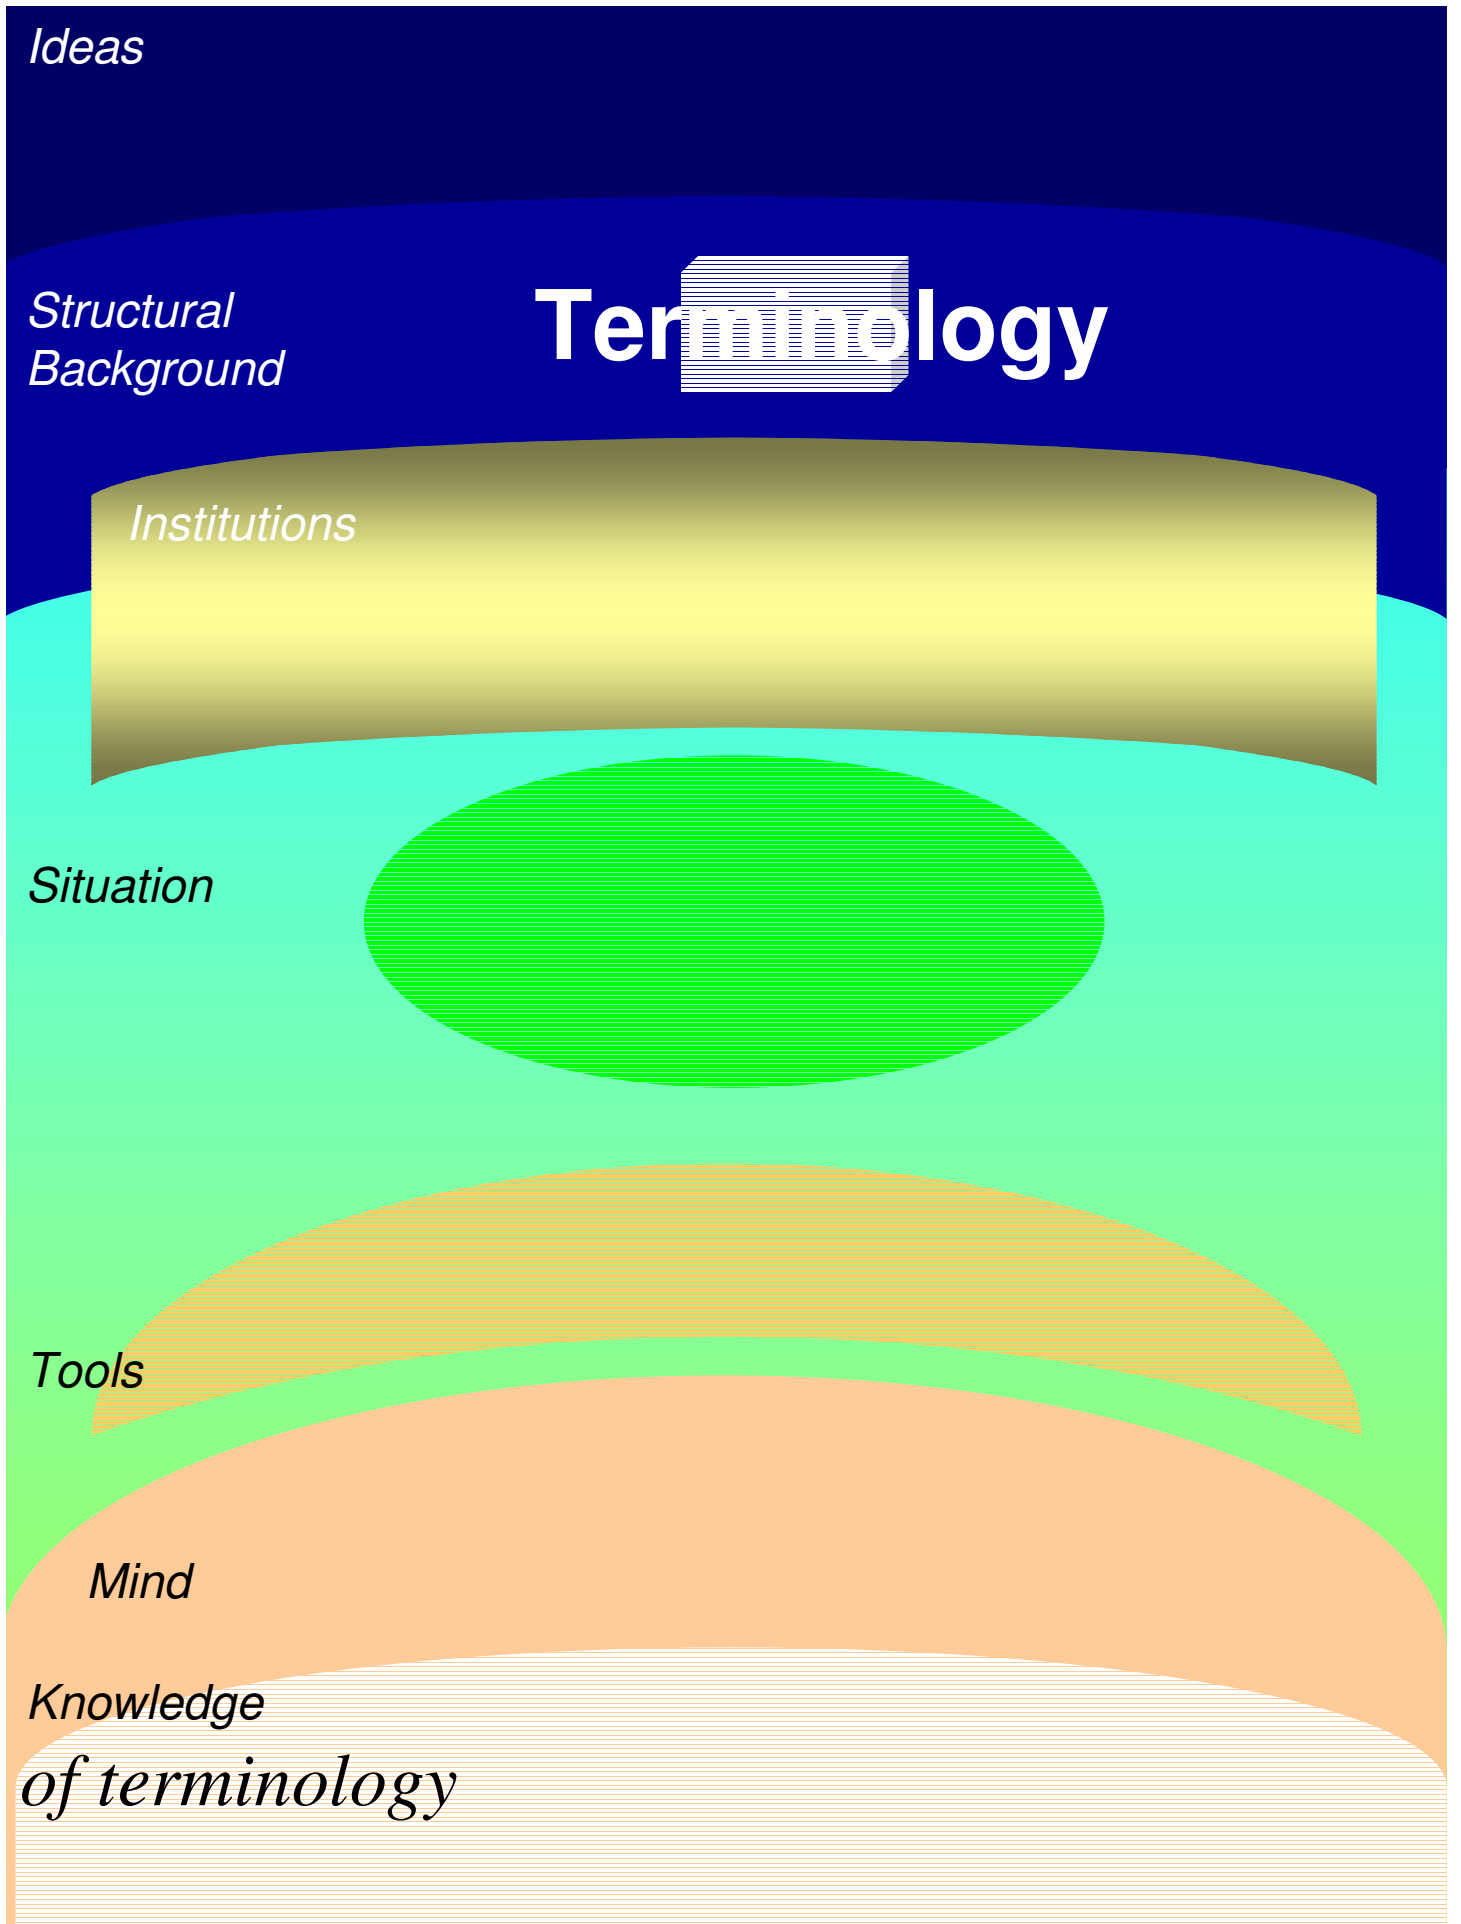 Ideas
Structural
Background
Terminology
Institutions
Situation
Tools
Mind
Knowledge
of terminology